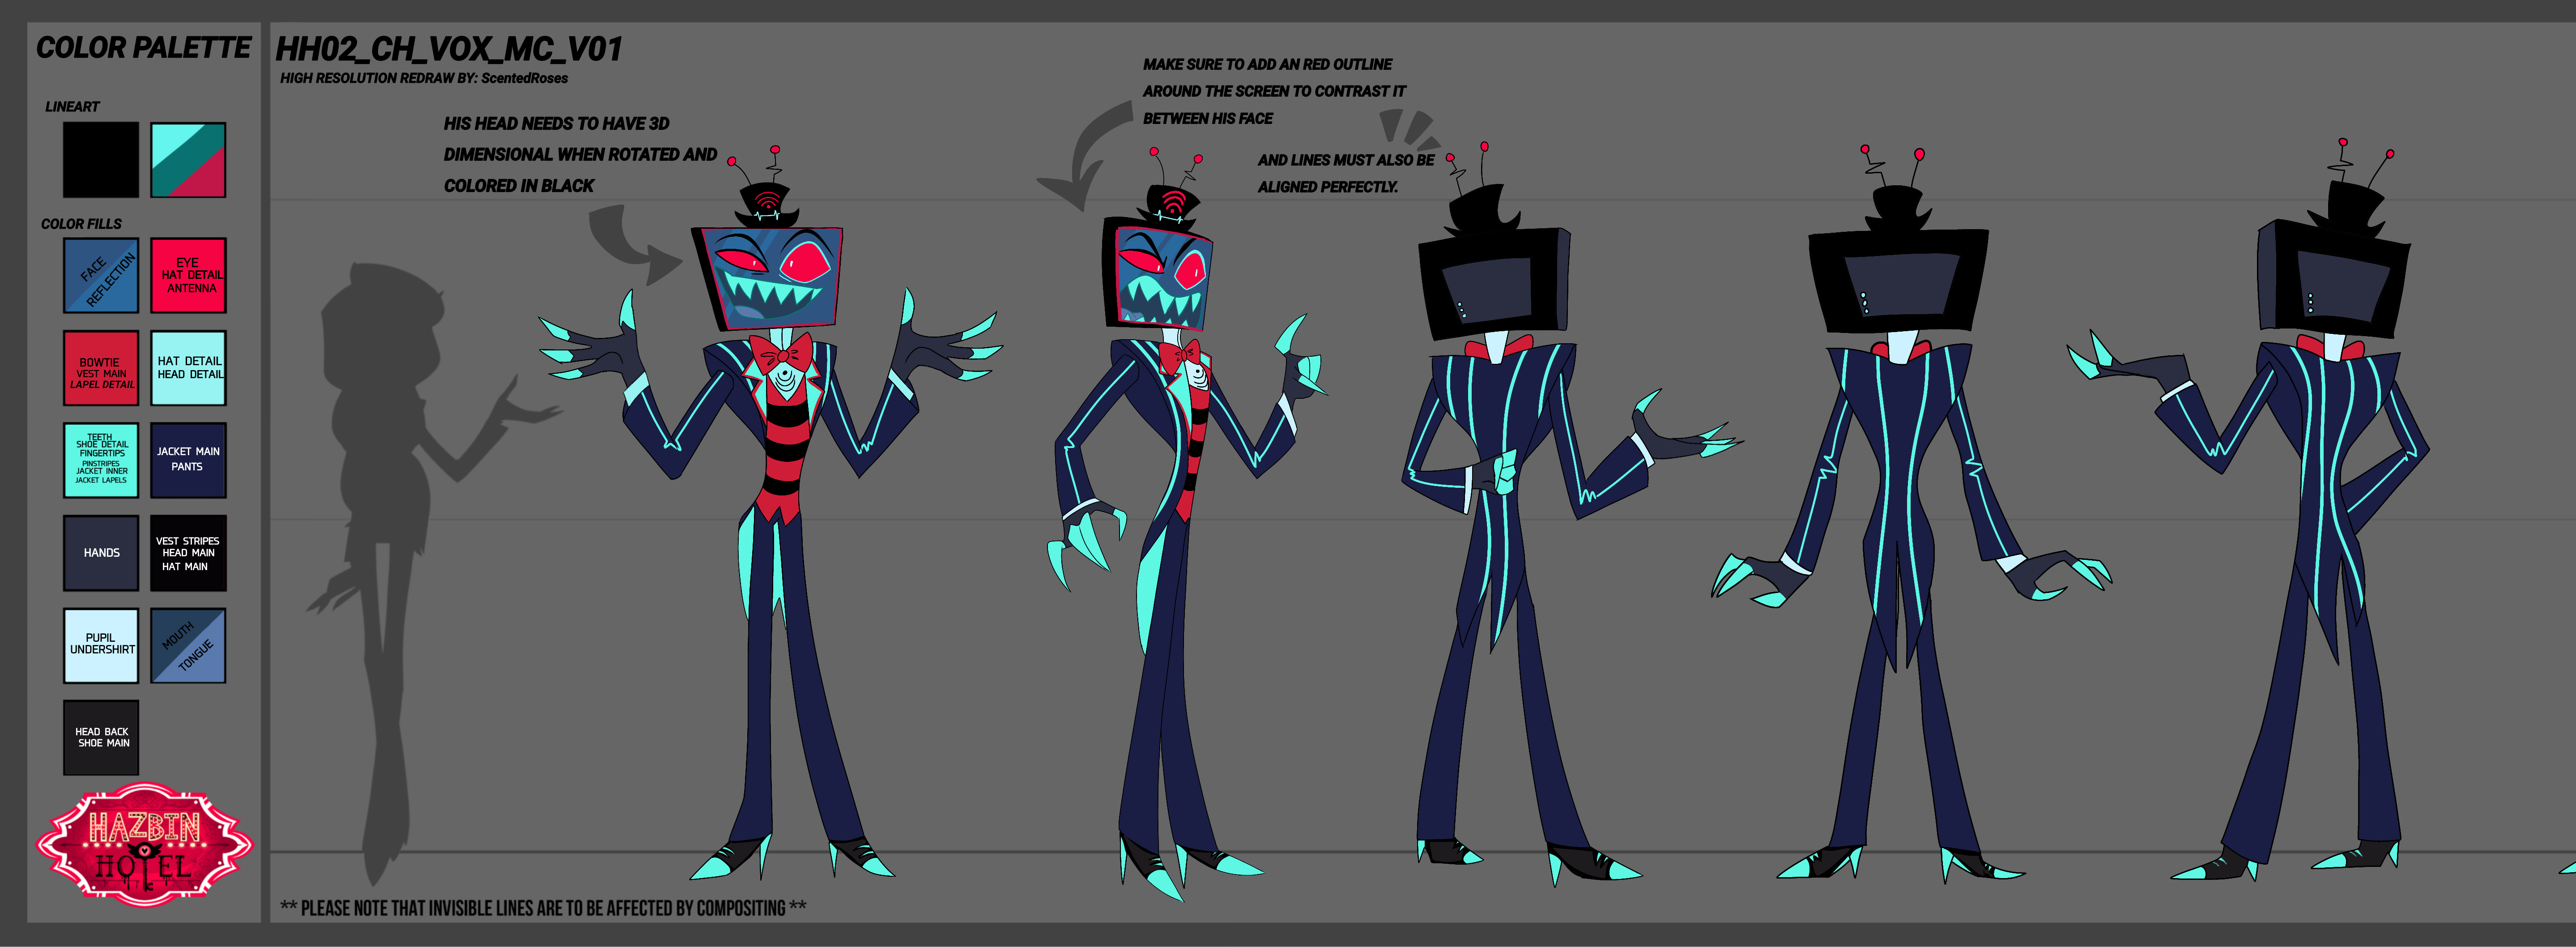 COLOR PALETTE
LINEART
COLOR FILLS
FACE
REFLECTION
EYE
HAT DETAIL
ANTENNA
BOWTIE
VEST MAIN
LAPEL DETAIL
HAT DETAIL
HEAD DETAIL
TEETH
SHOE DETAIL
FINGERTIPS
PINSTRIPES
JACKET INNER
JACKET LAPELS
JACKET MAIN
PANTS
HANDS
VEST STRIPES
HEAD MAIN
HAT MAIN
PUPIL
UNDERSHIRT
MOUTH
TONGUE
HEAD BACK
SHOE MAIN
HAZBIN
HOTEL
HH02_CH_VOX_MC_V01
HIGH RESOLUTION REDRAW BY: ScentedRoses
HIS HEAD NEEDS TO HAVE 3D
DIMENSIONAL WHEN ROTATED AND
COLORED IN BLACK
MAKE SURE TO ADD AN RED OUTLINE
AROUND THE SCREEN TO CONTRAST IT
BETWEEN HIS FACE
AND LINES MUST ALSO BE
ALIGNED PERFECTLY.
** PLEASE NOTE THAT INVISIBLE LINES ARE TO BE AFFECTED BY COMPOSITING **